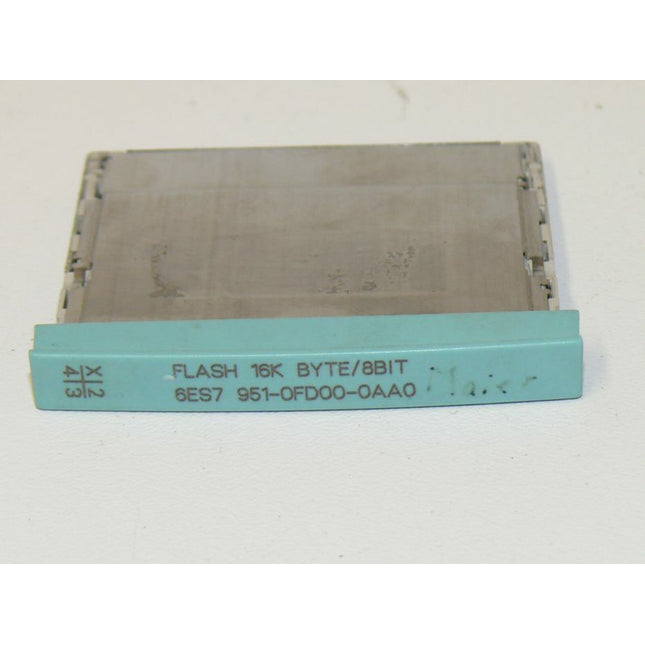 X 2
4 3
FLASH 16K BYTE/8BIT
6ES7 951-0FD00-0AA0